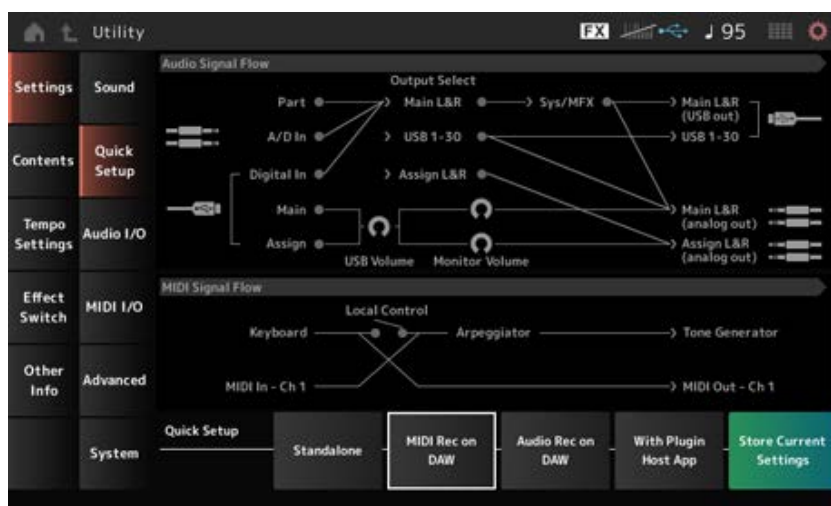 Utility
FX
95
Settings
Contents
Tempo
Settings
Effect
Switch
Other
Info
Sound
Quick
Setup
Audio I/O
MIDI I/O
Advanced
System
Audio Signal Flow
Output Select
Part
Main L&R
Sys/MFX
Main L&R
(USB out)
A/D In
USB 1-30
USB 1-30
Digital In
Assign L&R
Main
Main L&R
(analog out)
Assign
Assign L&R
(analog out)
USB Volume
Monitor Volume
MIDI Signal Flow
Local Control
Keyboard
Arpeggiator
Tone Generator
MIDI In - Ch 1
MIDI Out - Ch 1
Quick Setup
Standalone
MIDI Rec on
DAW
Audio Rec on
DAW
With Plugin
Host App
Store Current
Settings